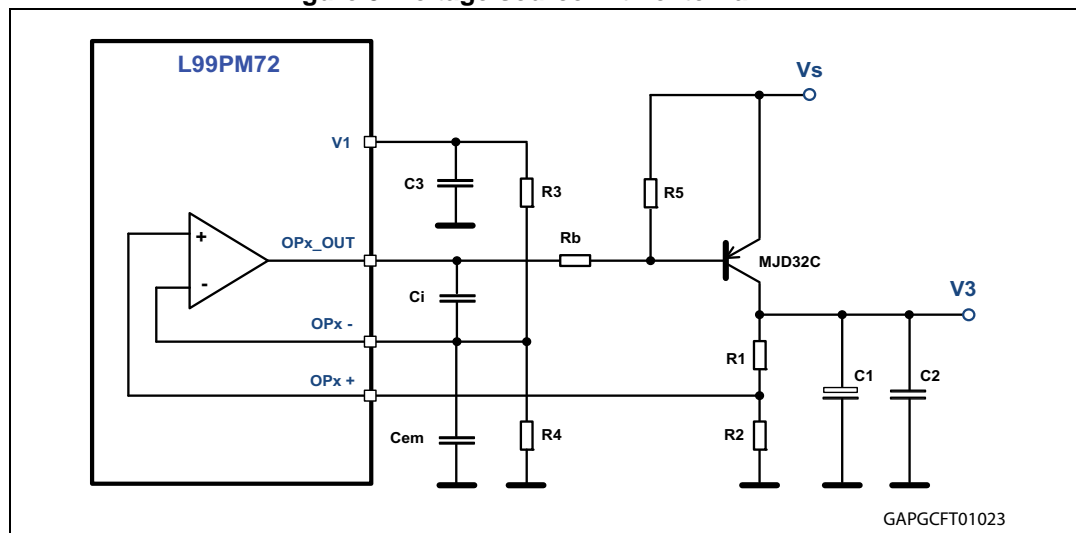 L99PM72
Vs
V1
C3
R3
R5
OPx_OUT
Rb
MJD32C
+
-
Ci
V3
OPx -
R1
C1
C2
OPx +
Cem
R4
R2
GAPGCFT01023